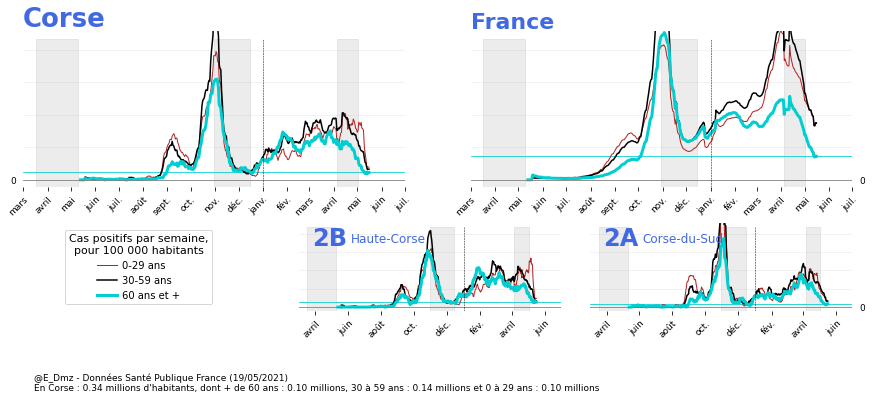 Corse
France
0
mars avril mai juin juil. août sept. oct. nov. déc. janv. fév. mars avril mai juin juil.
mars avril mai juin juil. août sept. oct. nov. déc. janv. fév. mars avril mai juin juil.
0
Cas positifs par semaine,
pour 100 000 habitants
0-29 ans
30-59 ans
60 ans et +
2B Haute-Corse
2A Corse-du-Sud
0
avril juin août oct. déc. fév. avril juin
avril juin août oct. déc. fév. avril juin
@E_Dmz - Données Santé Publique France (19/05/2021)
En Corse : 0.34 millions d'habitants, dont + de 60 ans : 0.10 millions, 30 à 59 ans : 0.14 millions et 0 à 29 ans : 0.10 millions